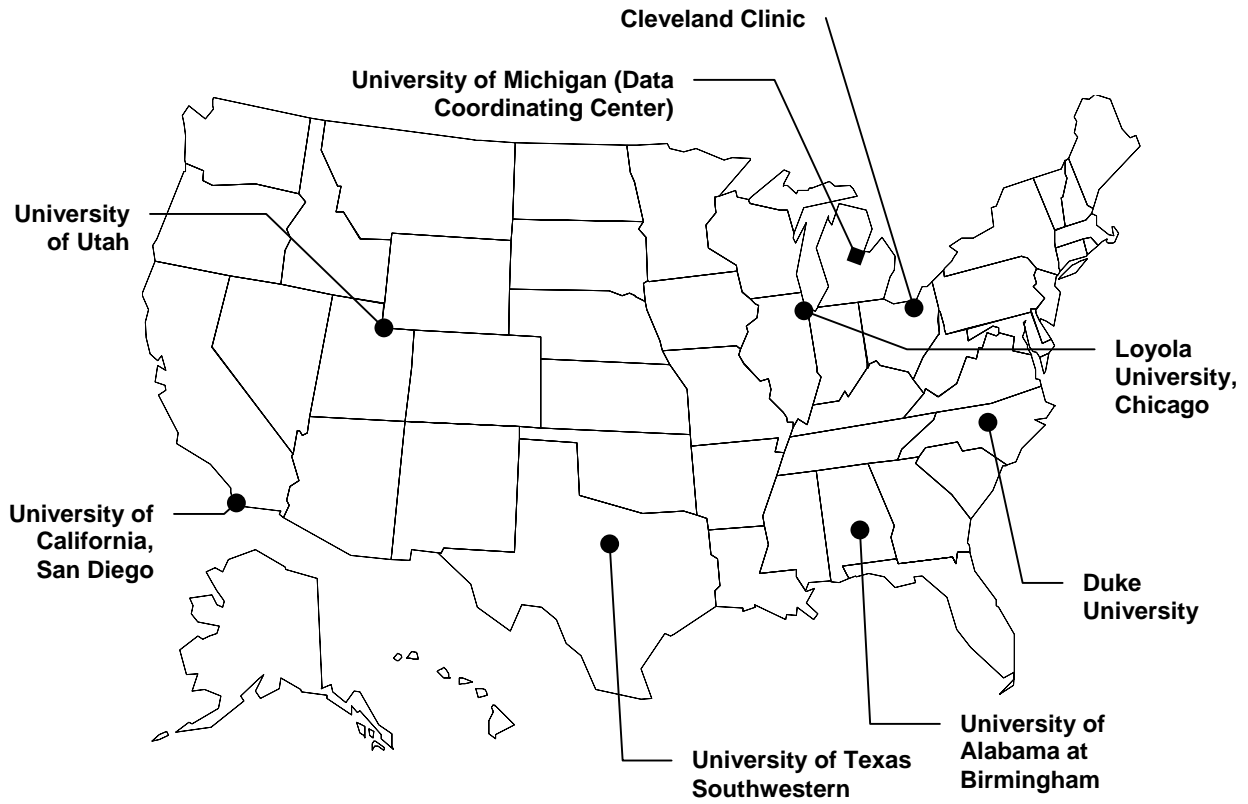 Cleveland Clinic
University of Michigan (Data
Coordinating Center)
University
of Utah
Loyola
University,
Chicago
University of
California,
San Diego
Duke
University
University of
Alabama at
Birmingham
University of Texas
Southwestern